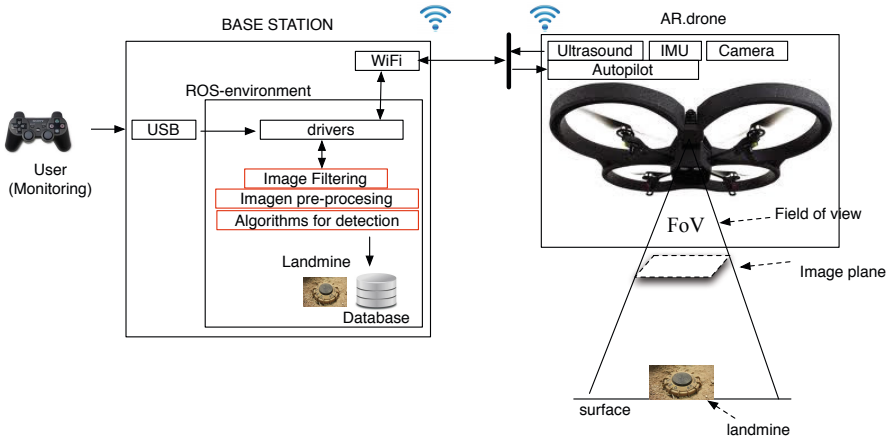 BASE STATION
AR.drone
WiFi
Ultrasound
IMU
Camera
Autopilot
ROS-environment
USB
drivers
User
(Monitoring)
Image Filtering
Imagen pre-procesing
Algorithms for detection
Landmine
Database
FoV
Field of view
Image plane
surface
landmine